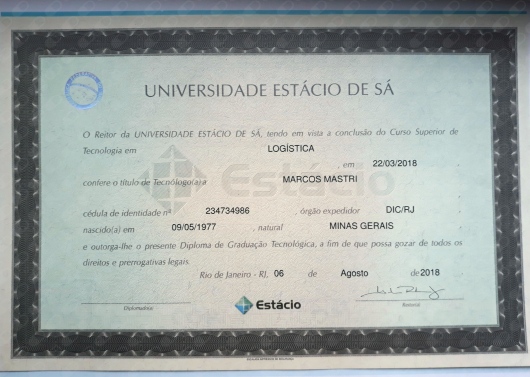 UNIVERSIDADE ESTÁCIO DE SÁ
O Reitor da UNIVERSIDADE ESTÁCIO DE SÁ, tendo em vista a conclusão do Curso Superior de
Tecnologia em LOGÍSTICA
, em 22/03/2018
confere o título de Tecnólogo(a) a MARCOS MASTRI
cédula de identidade nº 234734986 , órgão expedidor DIC/RJ
nascido(a) em 09/05/1977 , natural MINAS GERAIS
e outorga-lhe o presente Diploma de Graduação Tecnológica, a fim de que possa gozar de todos os
direitos e prerrogativas legais.
Rio de Janeiro - RJ, 06 de Agosto de 2018
Diplomado(a)
Reitor(a)
Estácio